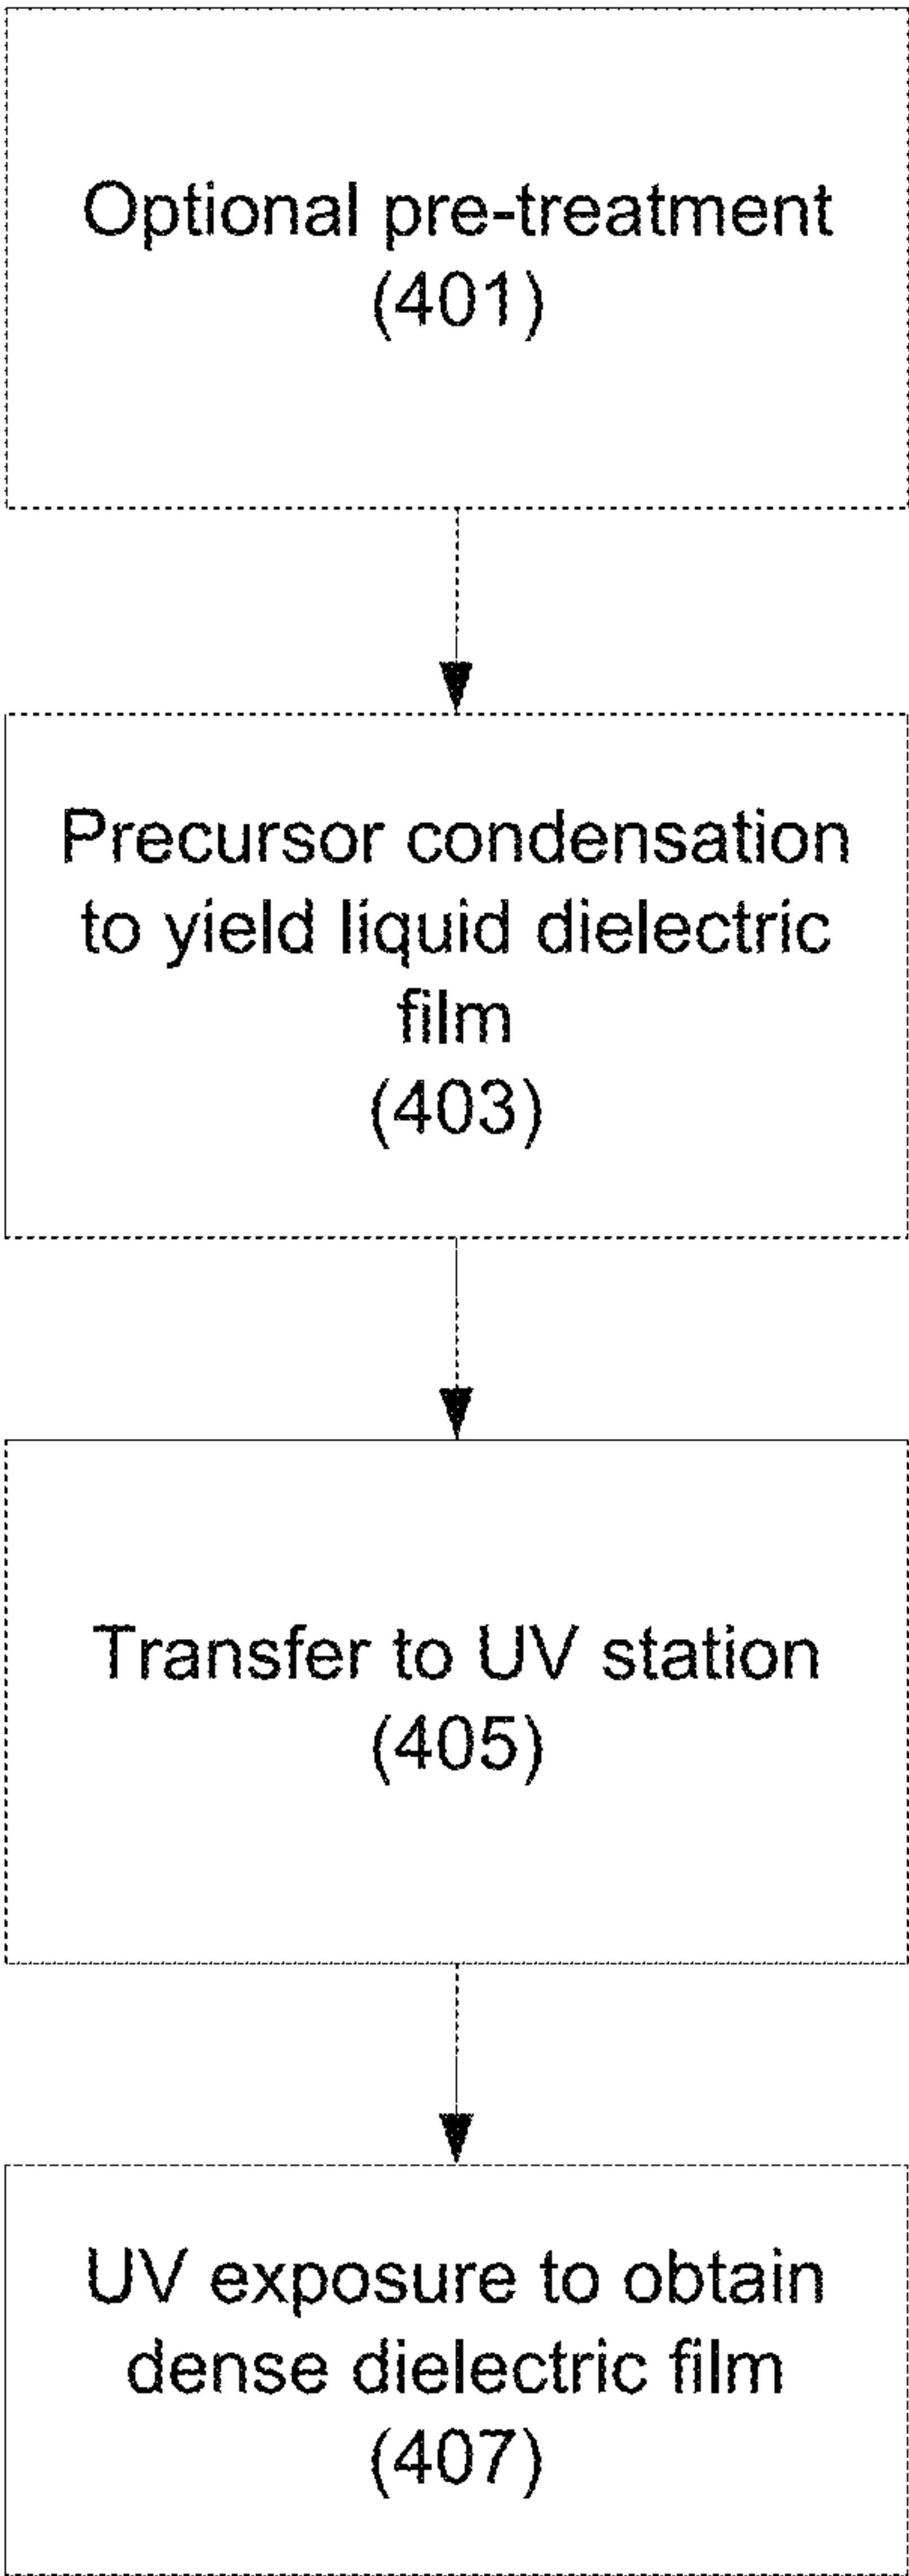 Optional pre-treatment
(401)
Precursor condensation
to yield liquid dielectric
film
(403)
Transfer to UV station
(405)
UV exposure to obtain
dense dielectric film
(407)